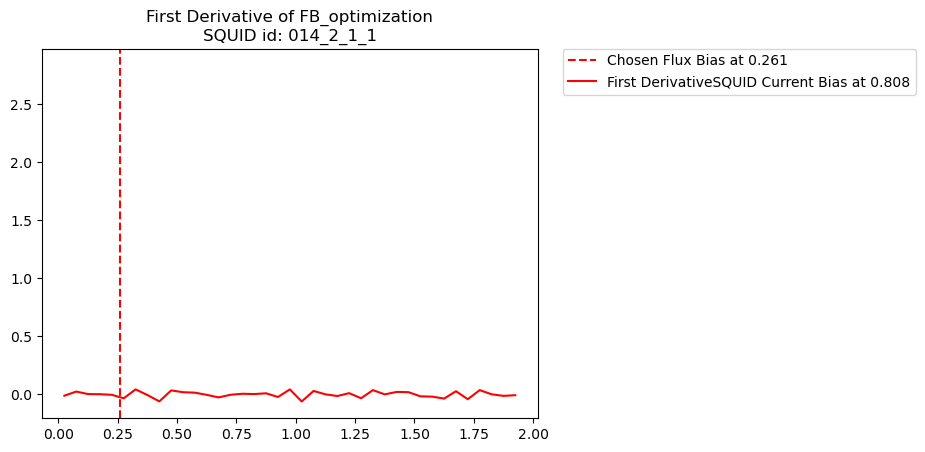 First Derivative of FB_optimization
SQUID id: 014_2_1_1
Chosen Flux Bias at 0.261
First DerivativeSQUID Current Bias at 0.808
2.5
2.0
1.5
1.0
0.5
0.0
0.00 0.25 0.50 0.75 1.00 1.25 1.50 1.75 2.00